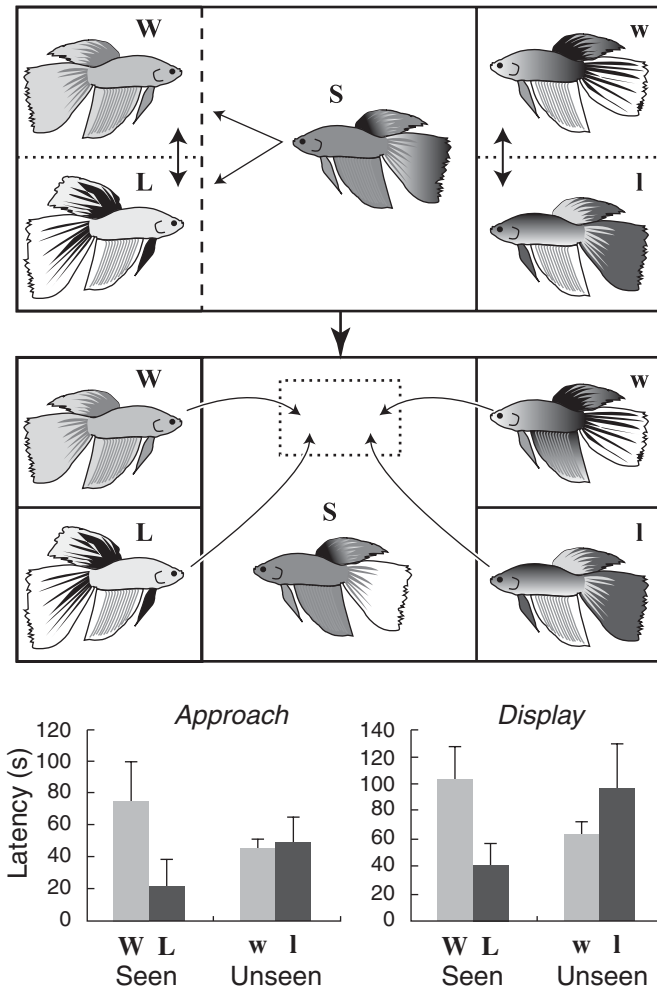 W
w
S
L
l
W
w
S
L
l
Approach
Display
Latency (s)
120
100
80
60
40
20
0
140
120
100
80
60
40
20
0
W L w l
W L w l
Seen Unseen
Seen Unseen